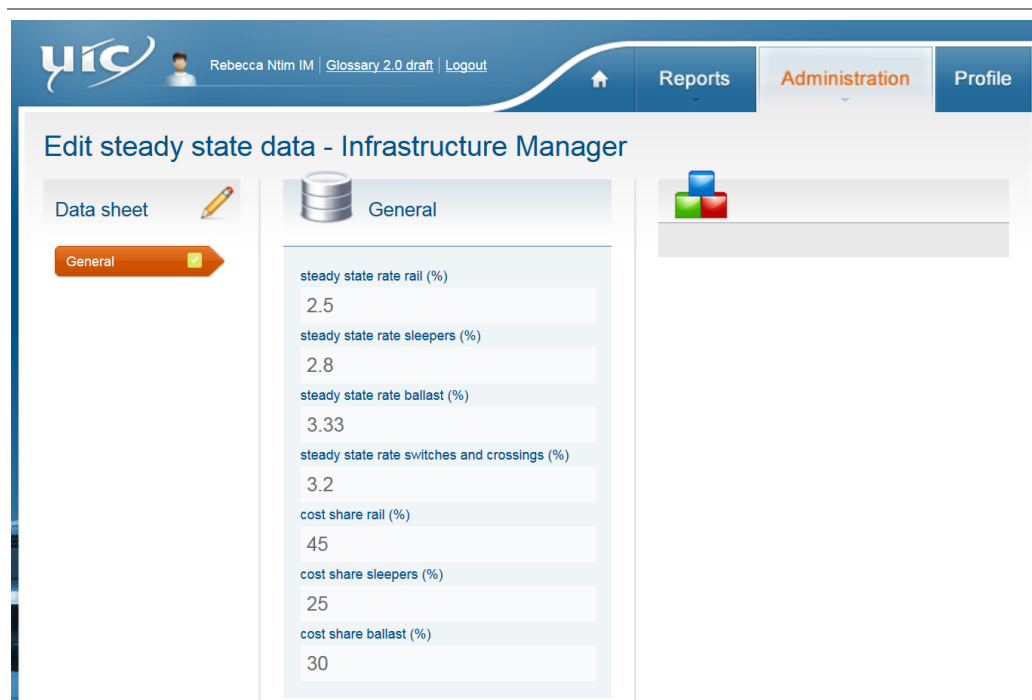 uic
Rebecca Ntim IM | Glossary 2.0 draft | Logout
Reports
Administration
Profile
Edit steady state data - Infrastructure Manager
Data sheet
General
General
steady state rate rail (%)
2.5
steady state rate sleepers (%)
2.8
steady state rate ballast (%)
3.33
steady state rate switches and crossings (%)
3.2
cost share rail (%)
45
cost share sleepers (%)
25
cost share ballast (%)
30